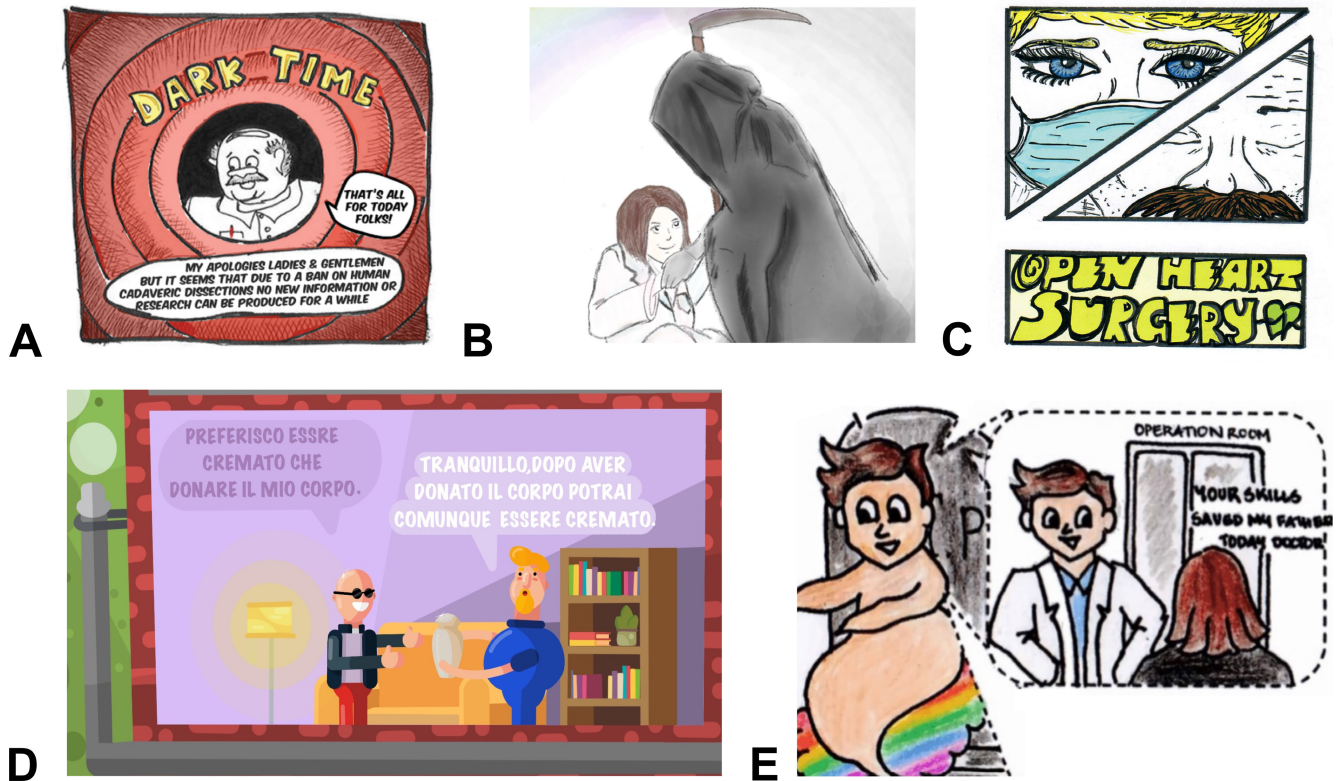 DARK TIME
THAT'S ALL
FOR TODAY
FOLKS!
MY APOLOGIES LADIES & GENTLEMEN
BUT IT SEEMS THAT DUE TO A BAN ON HUMAN
CADAVERIC DISSECTIONS NO NEW INFORMATION OR
RESEARCH CAN BE PRODUCED FOR A WHILE
A
B
OPEN HEART
SURGERY
C
PREFERISCO ESSRE
CREMATO CHE
DONARE IL MIO CORPO.
TRANQUILLO,DOPO AVER
DONATO IL CORPO POTRAI
COMUNQUE ESSERE CREMATO.
D
P
OPERATION ROOM
YOUR SKILLS
SAVED MY FATHER
TODAY DOCTOR!
E